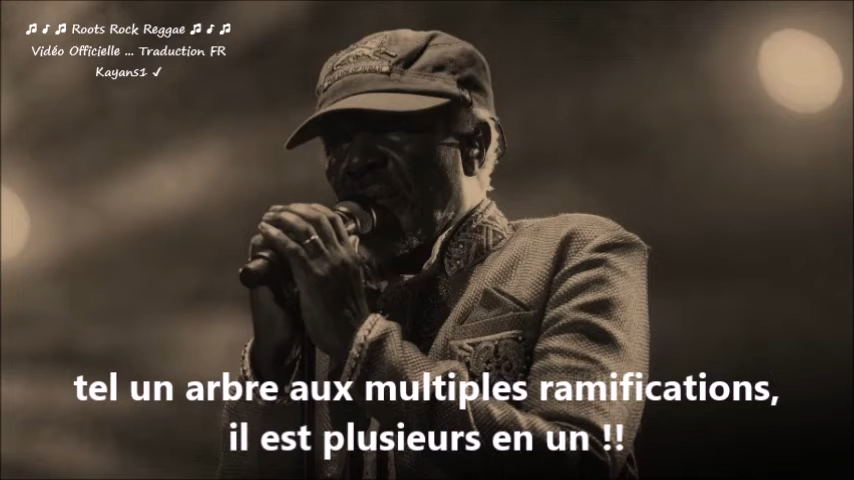 ♫ ♪ ♫ Roots Rock Reggae ♫ ♪ ♫
Vidéo Officielle ... Traduction FR
Kayans1 ✓
tel un arbre aux multiples ramifications,
il est plusieurs en un !!